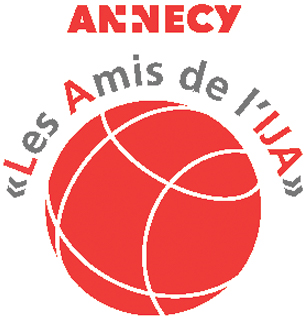 ANNECY
« Les Amis de l'IJA »